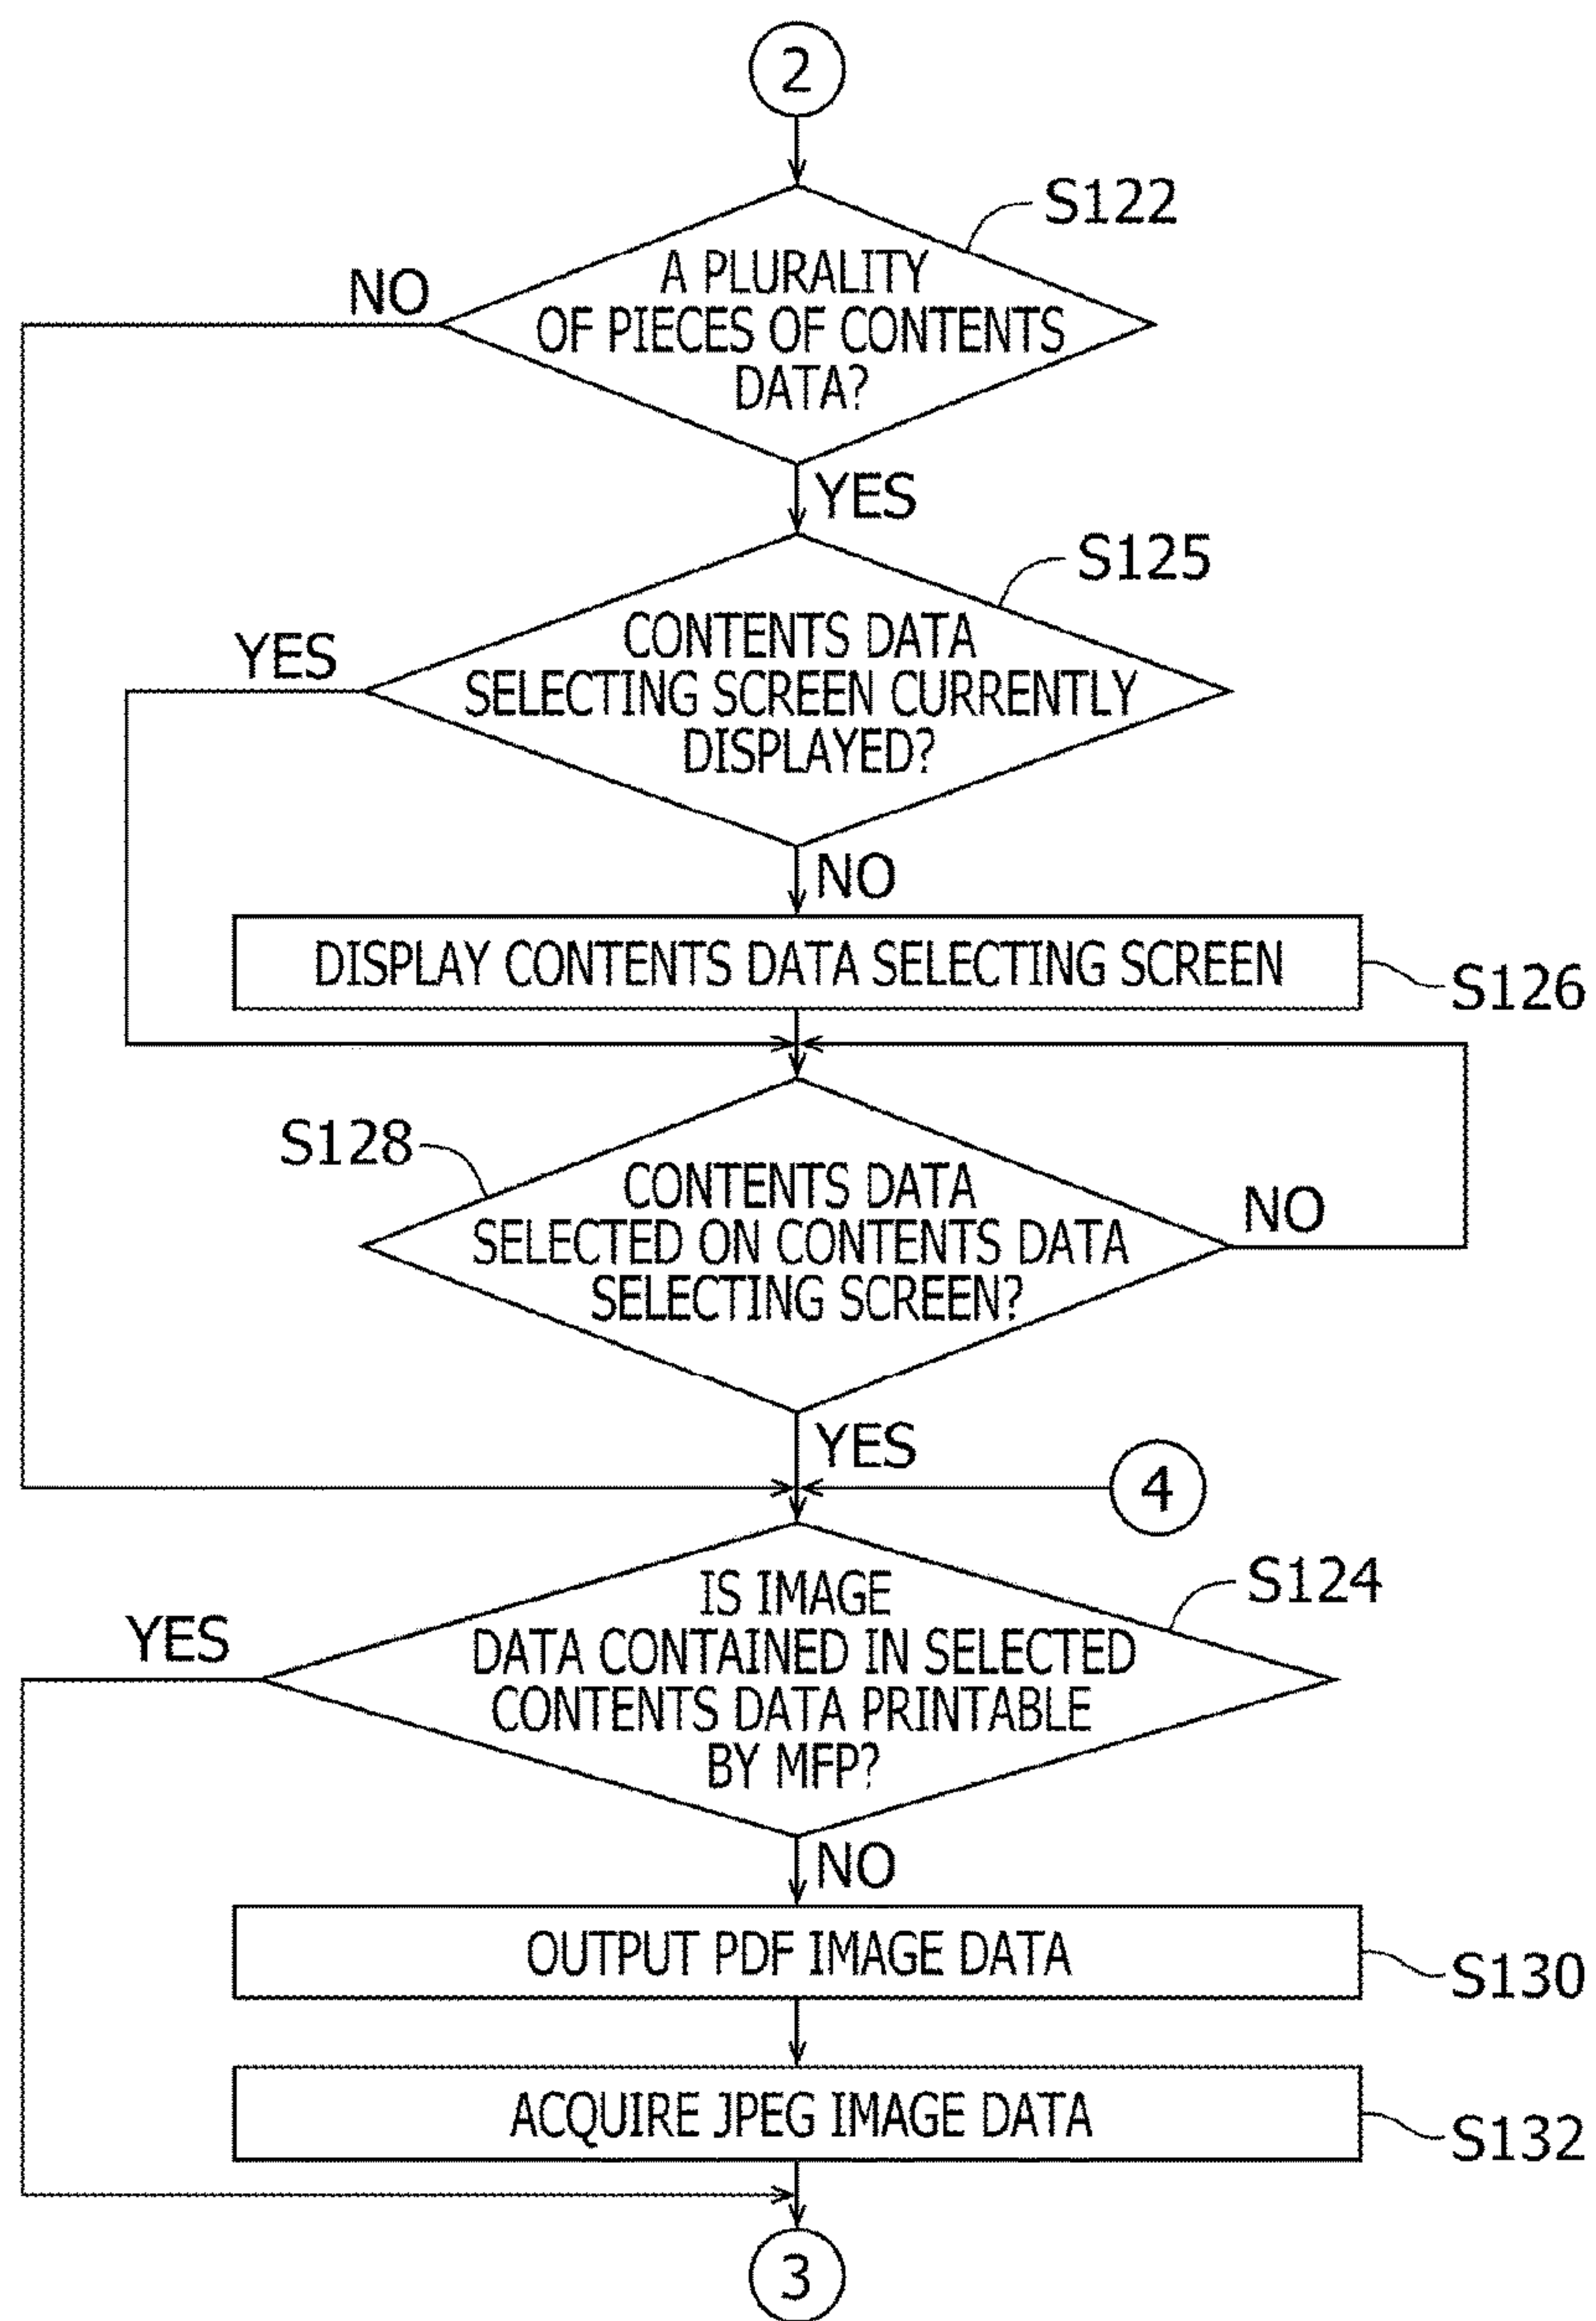 2
S122
NO
A PLURALITY
OF PIECES OF CONTENTS
DATA?
YES
S125
YES
CONTENTS DATA
SELECTING SCREEN CURRENTLY
DISPLAYED?
NO
DISPLAY CONTENTS DATA SELECTING SCREEN
S126
S128
CONTENTS DATA
SELECTED ON CONTENTS DATA
SELECTING SCREEN?
NO
YES
4
S124
YES
IS IMAGE
DATA CONTAINED IN SELECTED
CONTENTS DATA PRINTABLE
BY MFP?
NO
OUTPUT PDF IMAGE DATA
S130
ACQUIRE JPEG IMAGE DATA
S132
3